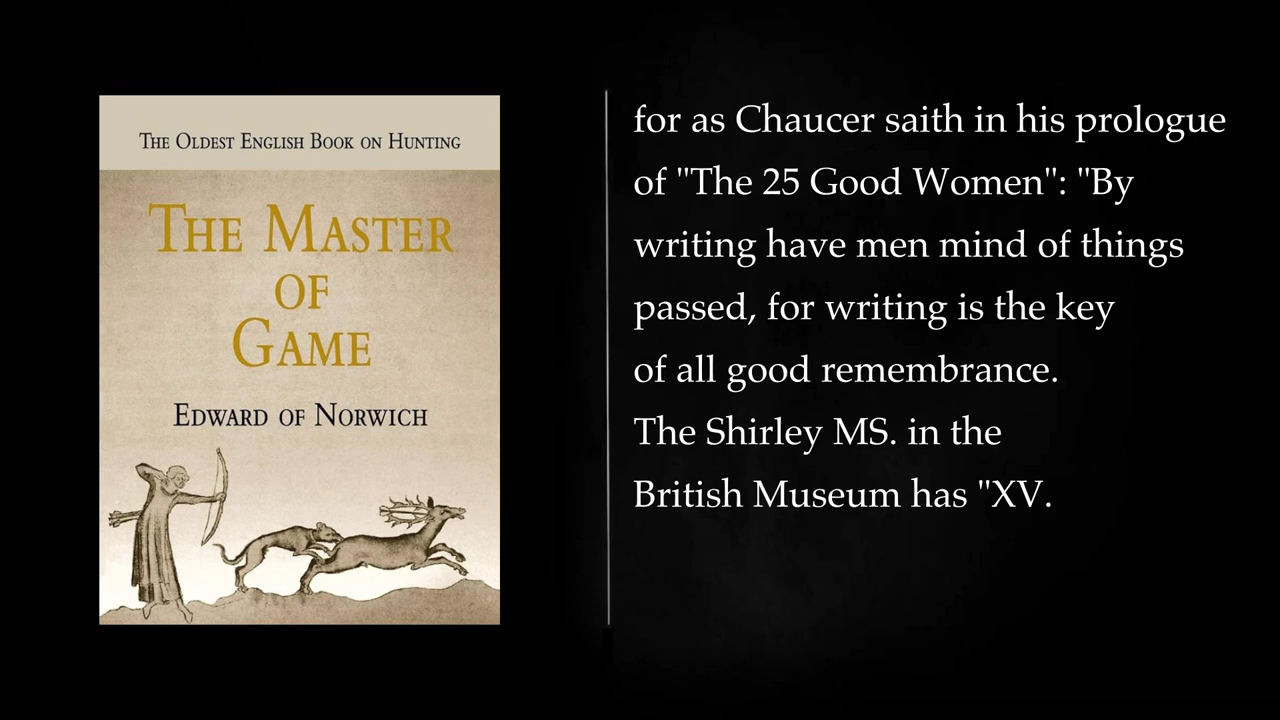 THE OLDEST ENGLISH BOOK ON HUNTING
THE MASTER
OF
GAME
EDWARD OF NORWICH
for as Chaucer saith in his prologue
of "The 25 Good Women": "By
writing have men mind of things
passed, for writing is the key
of all good remembrance.
The Shirley MS. in the
British Museum has "XV.